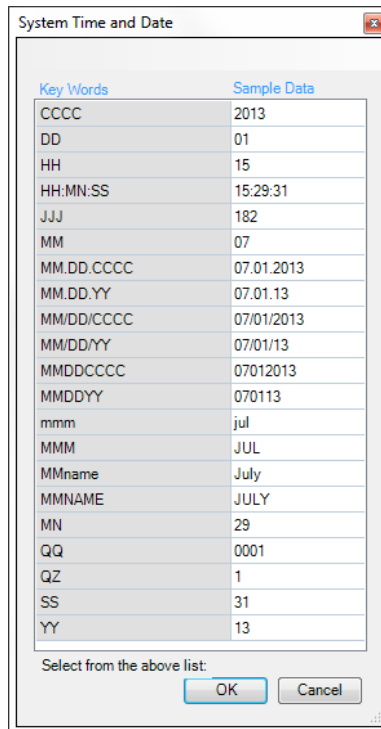 System Time and Date
Key Words Sample Data
CCCC 2013
DD 01
HH 15
HH:MN:SS 15:29:31
JJJ 182
MM 07
MM.DD.CCCC 07.01.2013
MM.DD.YY 07.01.13
MM/DD/CCCC 07/01/2013
MM/DD/YY 07/01/13
MMDDCCCC 07012013
MMDDYY 070113
mmm jul
MMM JUL
MMname July
MMNAME JULY
MN 29
QQ 0001
QZ 1
SS 31
YY 13
Select from the above list:
OK Cancel